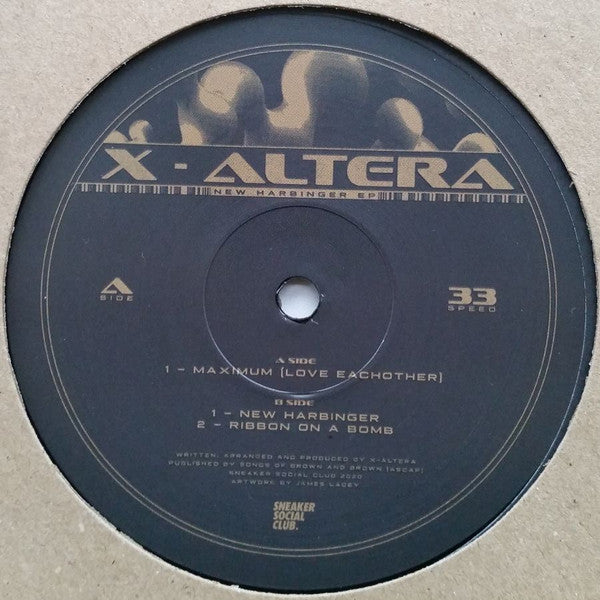 X - ALTERA
NEW HARBINGER EP
A
SIDE
33
SPEED
A SIDE
1 - MAXIMUM (LOVE EACHOTHER)
B SIDE
1 - NEW HARBINGER
2 - RIBBON ON A BOMB
WRITTEN, ARRANGED AND PRODUCED BY X-ALTERA
PUBLISHED BY SONGS OF BROWN AND BROWN (ASCAP)
SNEAKER SOCIAL CLUB 2020
ARTWORK BY JAMES LACEY
SNEAKER
SOCIAL
CLUB.